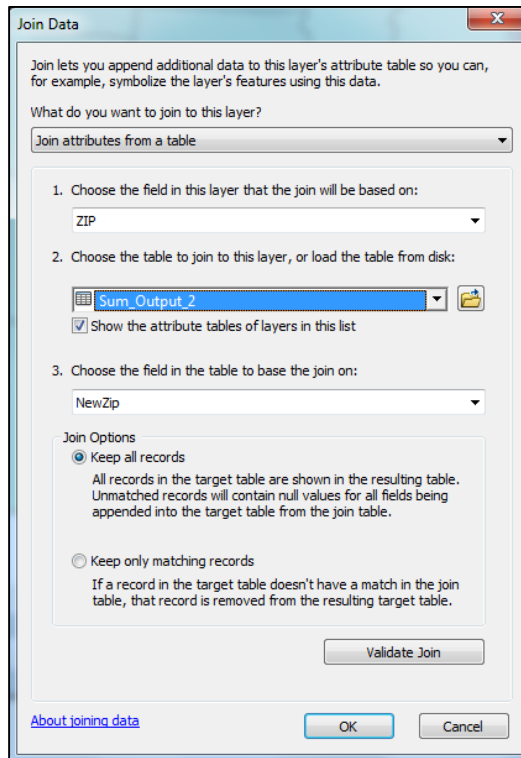 Join Data
Join lets you append additional data to this layer's attribute table so you can,
for example, symbolize the layer's features using this data.
What do you want to join to this layer?
Join attributes from a table
1. Choose the field in this layer that the join will be based on:
ZIP
2. Choose the table to join to this layer, or load the table from disk:
Sum_Output_2
Show the attribute tables of layers in this list
3. Choose the field in the table to base the join on:
NewZip
Join Options
Keep all records
All records in the target table are shown in the resulting table.
Unmatched records will contain null values for all fields being
appended into the target table from the join table.
Keep only matching records
If a record in the target table doesn't have a match in the join
table, that record is removed from the resulting target table.
Validate Join
About joining data
OK
Cancel